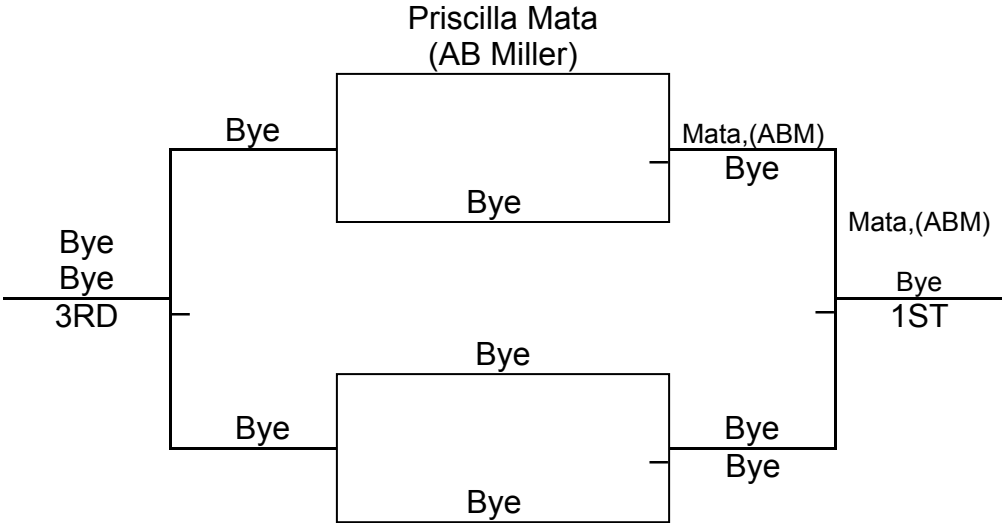 Priscilla Mata
(AB Miller)
Bye
Mata,(ABM)
Bye
Bye
Mata,(ABM)
Bye
Bye
Bye
3RD
1ST
Bye
Bye
Bye
Bye
Bye